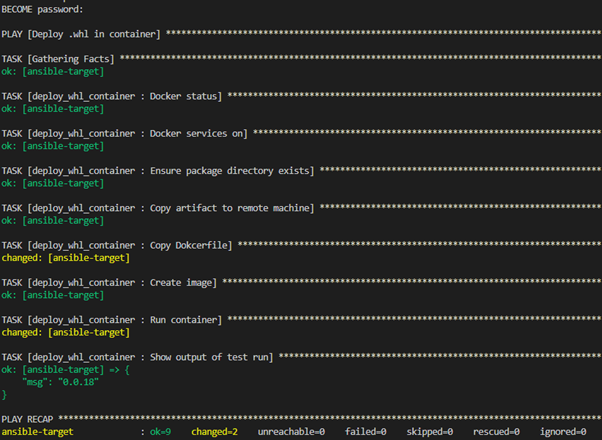 BECOME password:
PLAY [Deploy .whl in container] *************************************************************************************
TASK [Gathering Facts] **********************************************************************************************
ok: [ansible-target]
TASK [deploy_whl_container : Docker status] *************************************************************************
ok: [ansible-target]
TASK [deploy_whl_container : Docker services on] ********************************************************************
ok: [ansible-target]
TASK [deploy_whl_container : Ensure package directory exists] *******************************************************
ok: [ansible-target]
TASK [deploy_whl_container : Copy artifact to remote machine] *******************************************************
ok: [ansible-target]
TASK [deploy_whl_container : Copy Dokcerfile] ***********************************************************************
changed: [ansible-target]
TASK [deploy_whl_container : Create image] **************************************************************************
ok: [ansible-target]
TASK [deploy_whl_container : Run container] *************************************************************************
changed: [ansible-target]
TASK [deploy_whl_container : Show output of test run] ***************************************************************
ok: [ansible-target] => {
    "msg": "0.0.18"
}
PLAY RECAP **********************************************************************************************************
ansible-target             : ok=9    changed=2    unreachable=0    failed=0    skipped=0    rescued=0    ignored=0